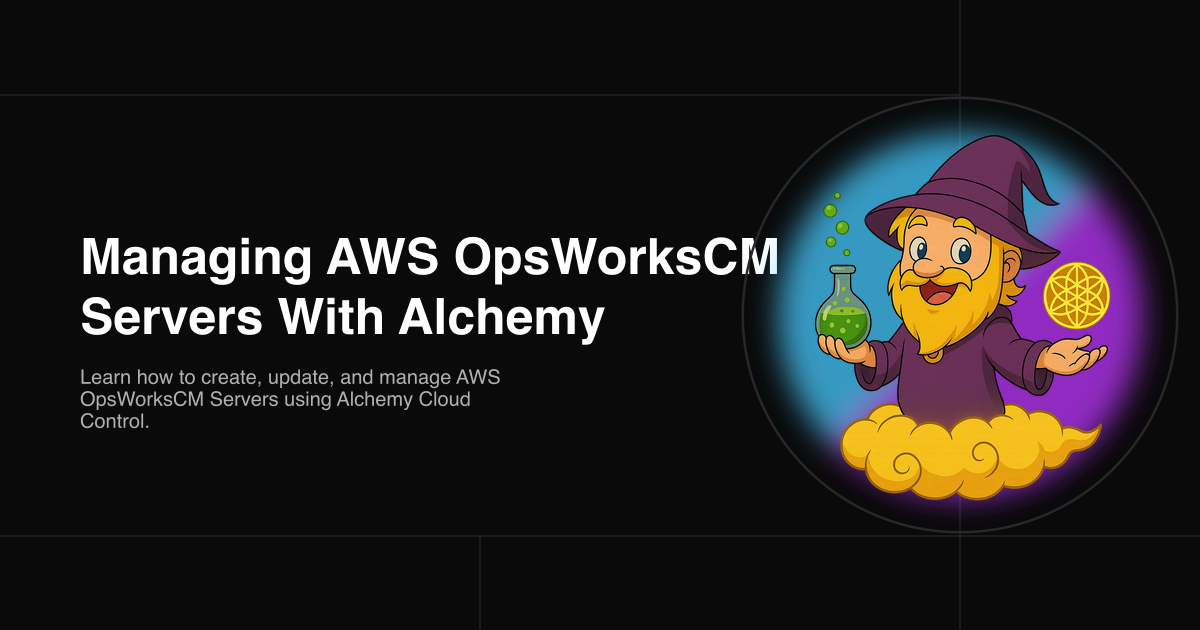 Managing AWS OpsWorksCM
Servers With Alchemy
Learn how to create, update, and manage AWS
OpsWorksCM Servers using Alchemy Cloud
Control.